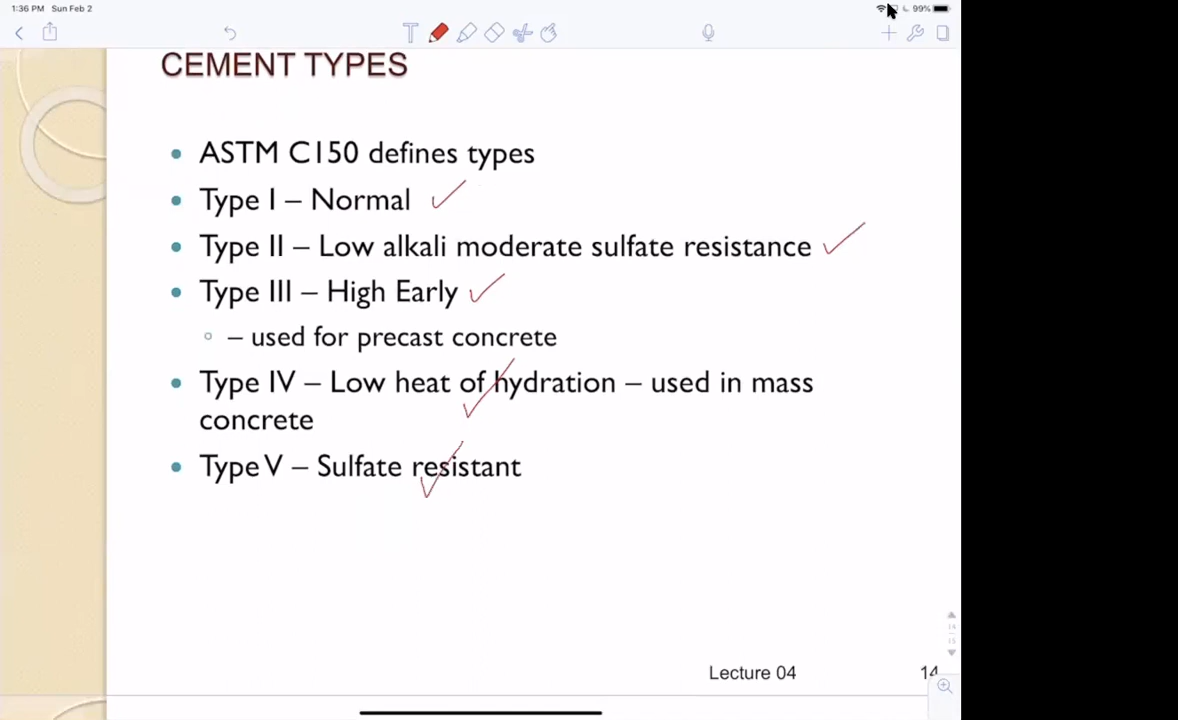 1:36 PM Sun Feb 2
99%
CEMENT TYPES
ASTM C150 defines types
Type I – Normal
Type II – Low alkali moderate sulfate resistance
Type III – High Early
– used for precast concrete
Type IV – Low heat of hydration – used in mass
concrete
Type V – Sulfate resistant
14
15
Lecture 04
14